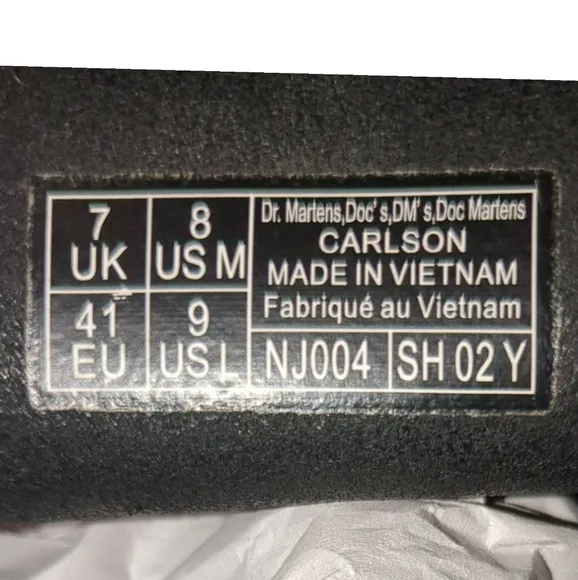 7
UK
8
US M
41
EU
9
US L
Dr. Martens,Doc's,DM's,Doc Martens
CARLSON
MADE IN VIETNAM
Fabriqué au Vietnam
NJ004
SH 02 Y